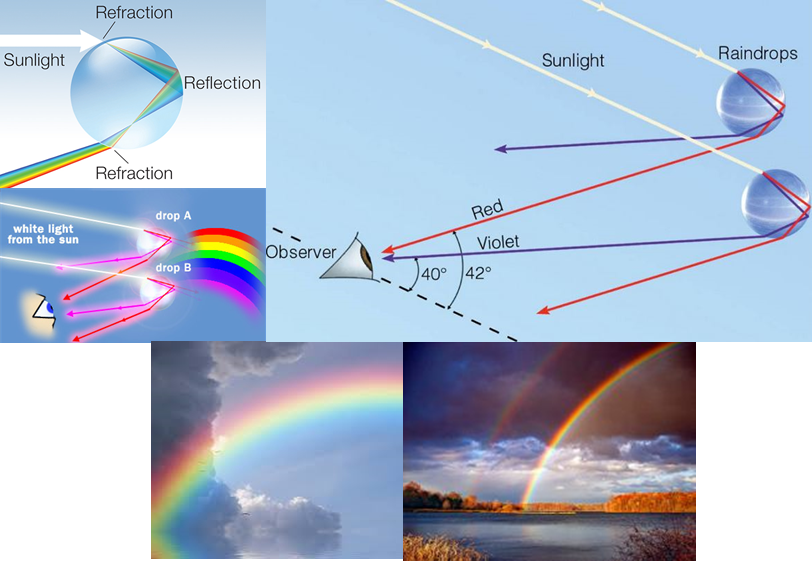 Refraction
Sunlight
Reflection
Refraction
drop A
white light
from the sun
drop B
Sunlight
Raindrops
Red
Violet
Observer
40°
42°